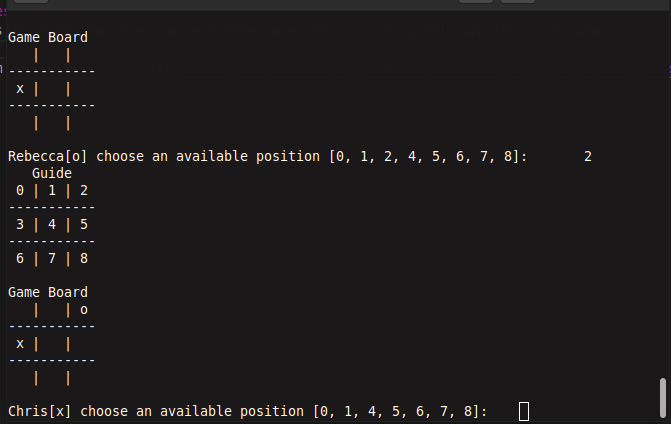 Game Board
   |   |
-----------
 x |   |
-----------
   |   |
Rebecca[o] choose an available position [0, 1, 2, 4, 5, 6, 7, 8]:       2
   Guide
 0 | 1 | 2
-----------
 3 | 4 | 5
-----------
 6 | 7 | 8
Game Board
   |   | o
-----------
 x |   |
-----------
   |   |
Chris[x] choose an available position [0, 1, 4, 5, 6, 7, 8]: